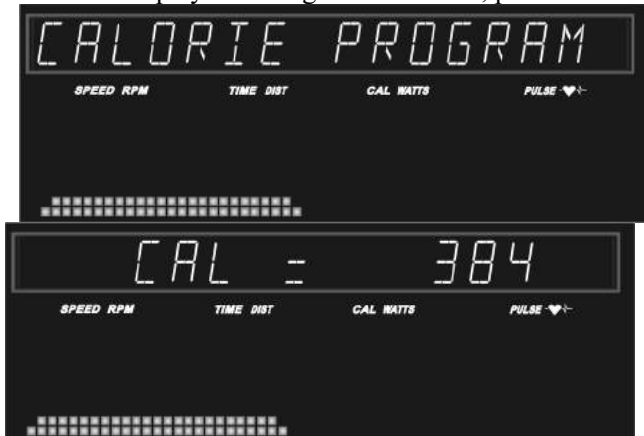 CALORIE PROGRAM
SPEED RPM TIME DIST CAL WATTS PULSE
CAL = 384
SPEED RPM TIME DIST CAL WATTS PULSE